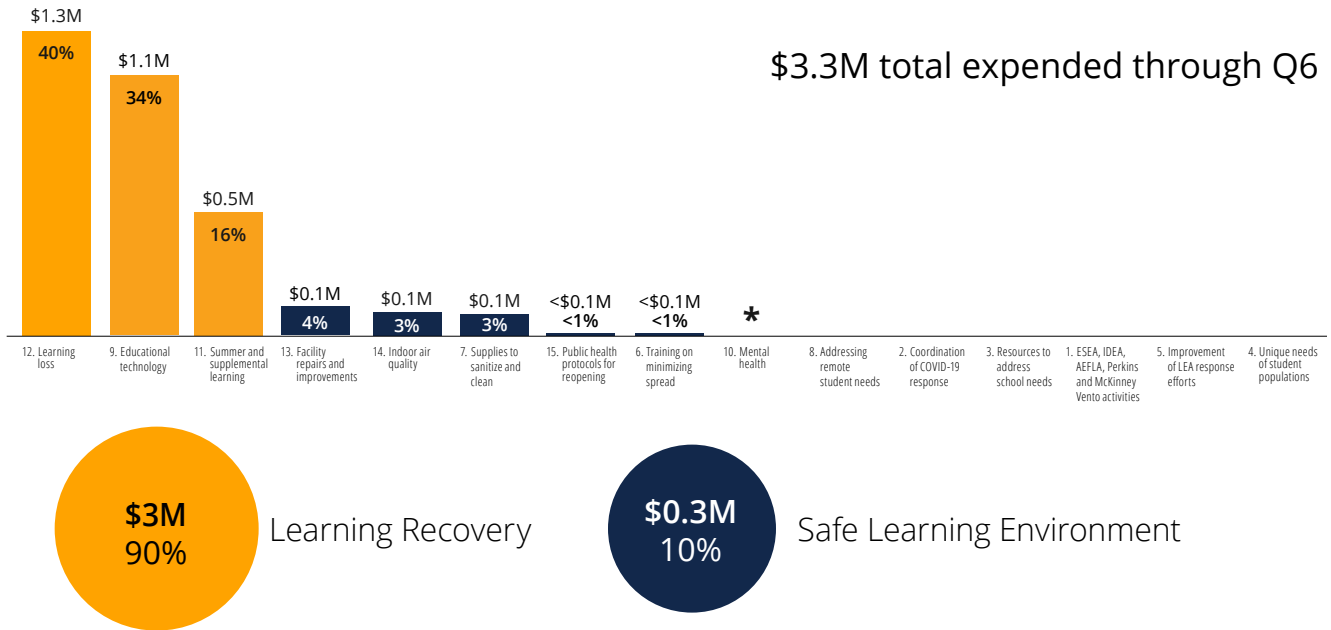 $3.3M total expended through Q6
$1.3M
40%
$1.1M
34%
$0.5M
16%
$0.1M
4%
$0.1M
3%
$0.1M
3%
<$0.1M
<1%
<$0.1M
<1%
*
12. Learning
loss
9. Educational
technology
11. Summer and
supplemental
learning
13. Facility
repairs and
improvements
14. Indoor air
quality
7. Supplies to
sanitize and
clean
15. Public health
protocols for
reopening
6. Training on
minimizing
spread
10. Mental
health
8. Addressing
remote
student needs
2. Coordination
of COVID-19
response
3. Resources to
address
school needs
1. ESEA, IDEA,
AEFLA, Perkins
and McKinney
Vento activities
5. Improvement
of LEA response
efforts
4. Unique needs
of student
populations
$3M
90%
Learning Recovery
$0.3M
10%
Safe Learning Environment